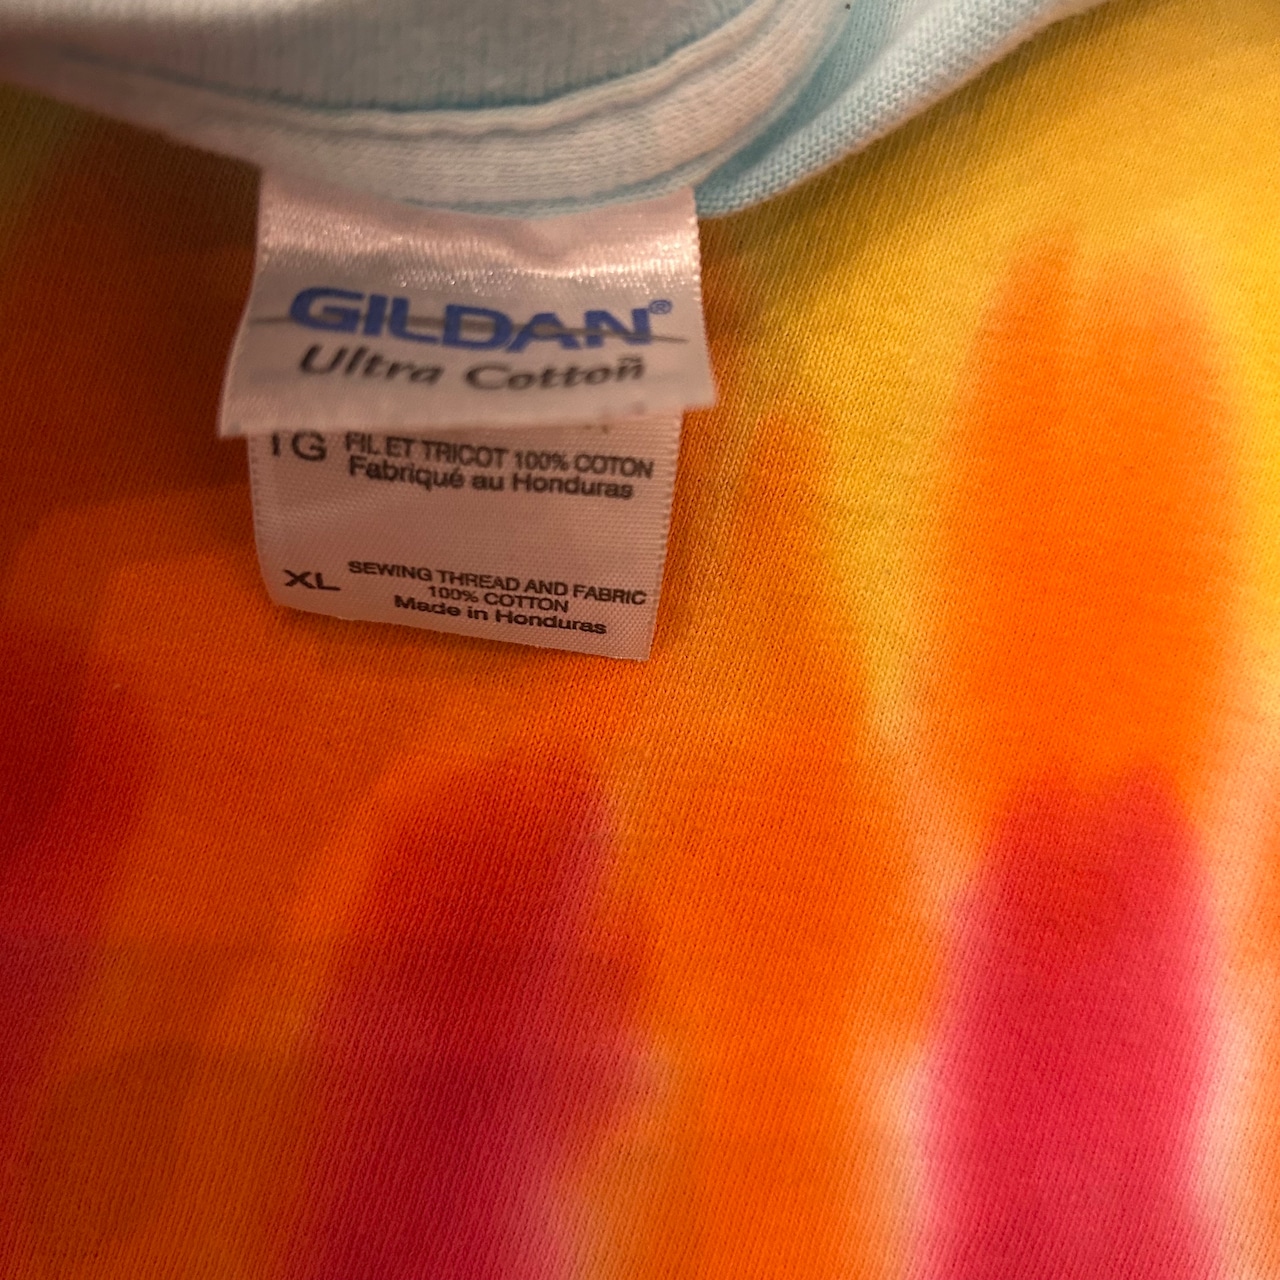 GILDAN®
Ultra Cotton
TG FIL ET TRICOT 100% COTON
Fabriqué au Honduras
XL SEWING THREAD AND FABRIC
100% COTTON
Made in Honduras